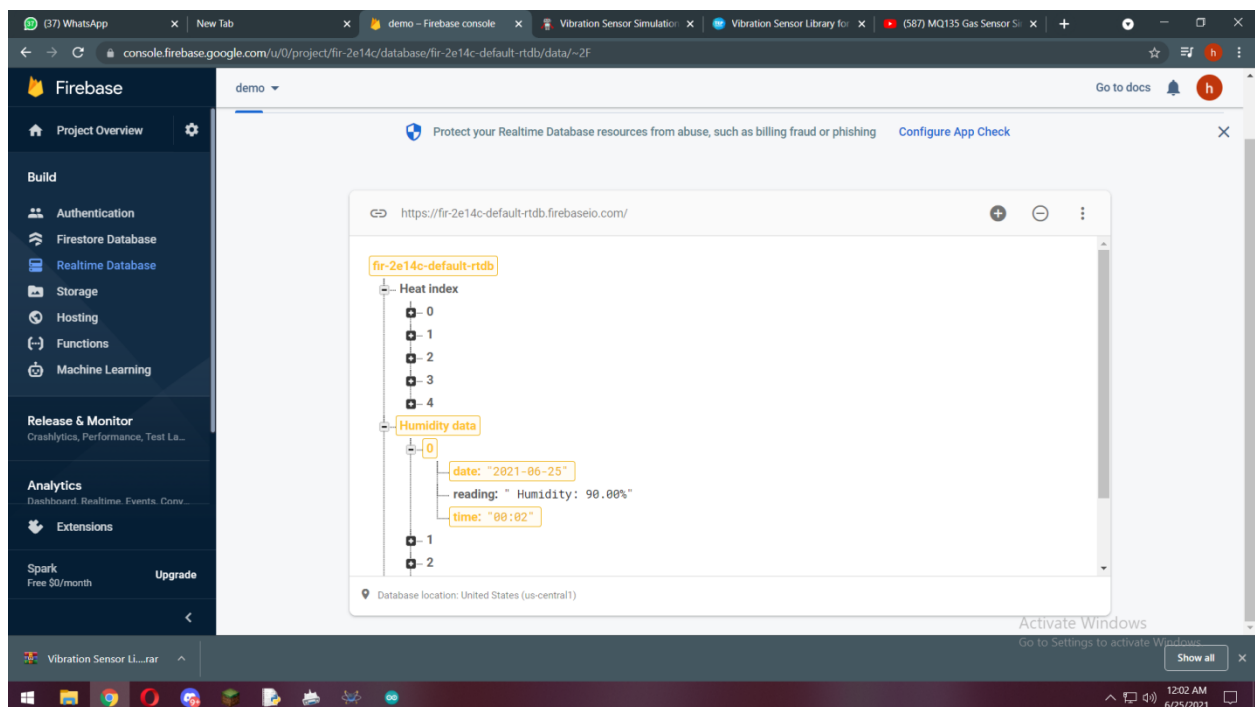 (37) WhatsApp
New Tab
demo – Firebase console
Vibration Sensor Simulation
Vibration Sensor Library for
(587) MQ135 Gas Sensor Si
console.firebase.google.com/u/0/project/fir-2e14c/database/fir-2e14c-default-rtdb/data/~2F
h
Firebase
demo
Go to docs
h
Project Overview
Protect your Realtime Database resources from abuse, such as billing fraud or phishing Configure App Check
Build
Authentication
Firestore Database
Realtime Database
Storage
Hosting
Functions
Machine Learning
Release & Monitor
Crashlytics, Performance, Test La...
Analytics
Dashboard, Realtime, Events, Conv...
Extensions
Spark
Free $0/month
Upgrade
https://fir-2e14c-default-rtdb.firebaseio.com/
fir-2e14c-default-rtdb
Heat index
0
1
2
3
4
Humidity data
0
date: "2021-06-25"
reading: " Humidity: 90.00%"
time: "00:02"
1
2
Database location: United States (us-central1)
Activate Windows
Go to Settings to activate Windows.
Vibration Sensor Li....rar
Show all
12:02 AM
6/25/2021